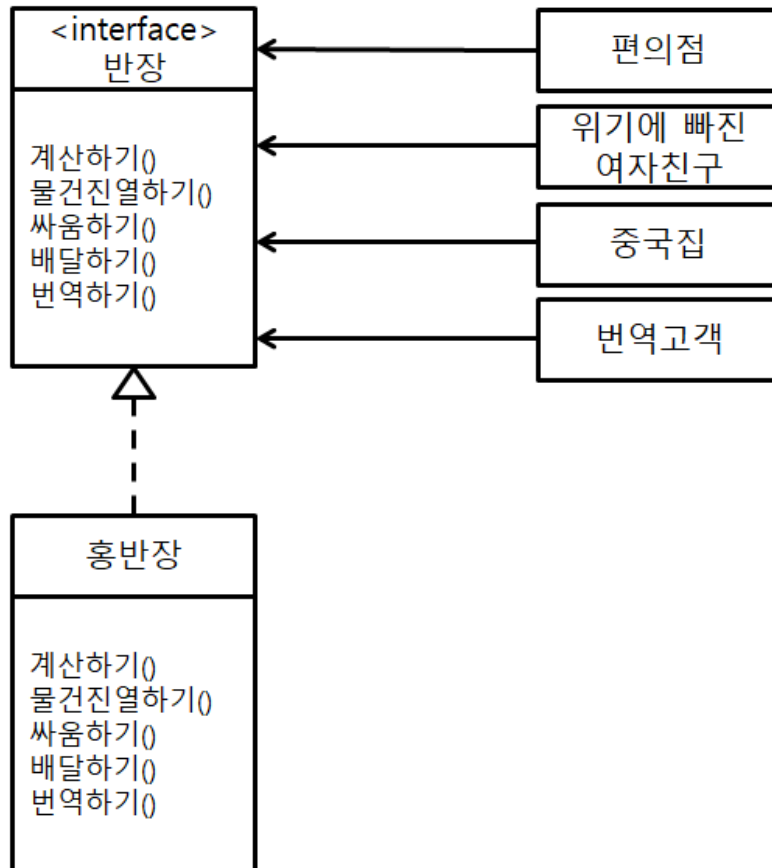 <interface>
반장
계산하기()
물건진열하기()
싸움하기()
배달하기()
번역하기()
편의점
위기에 빠진
여자친구
중국집
번역고객
홍반장
계산하기()
물건진열하기()
싸움하기()
배달하기()
번역하기()